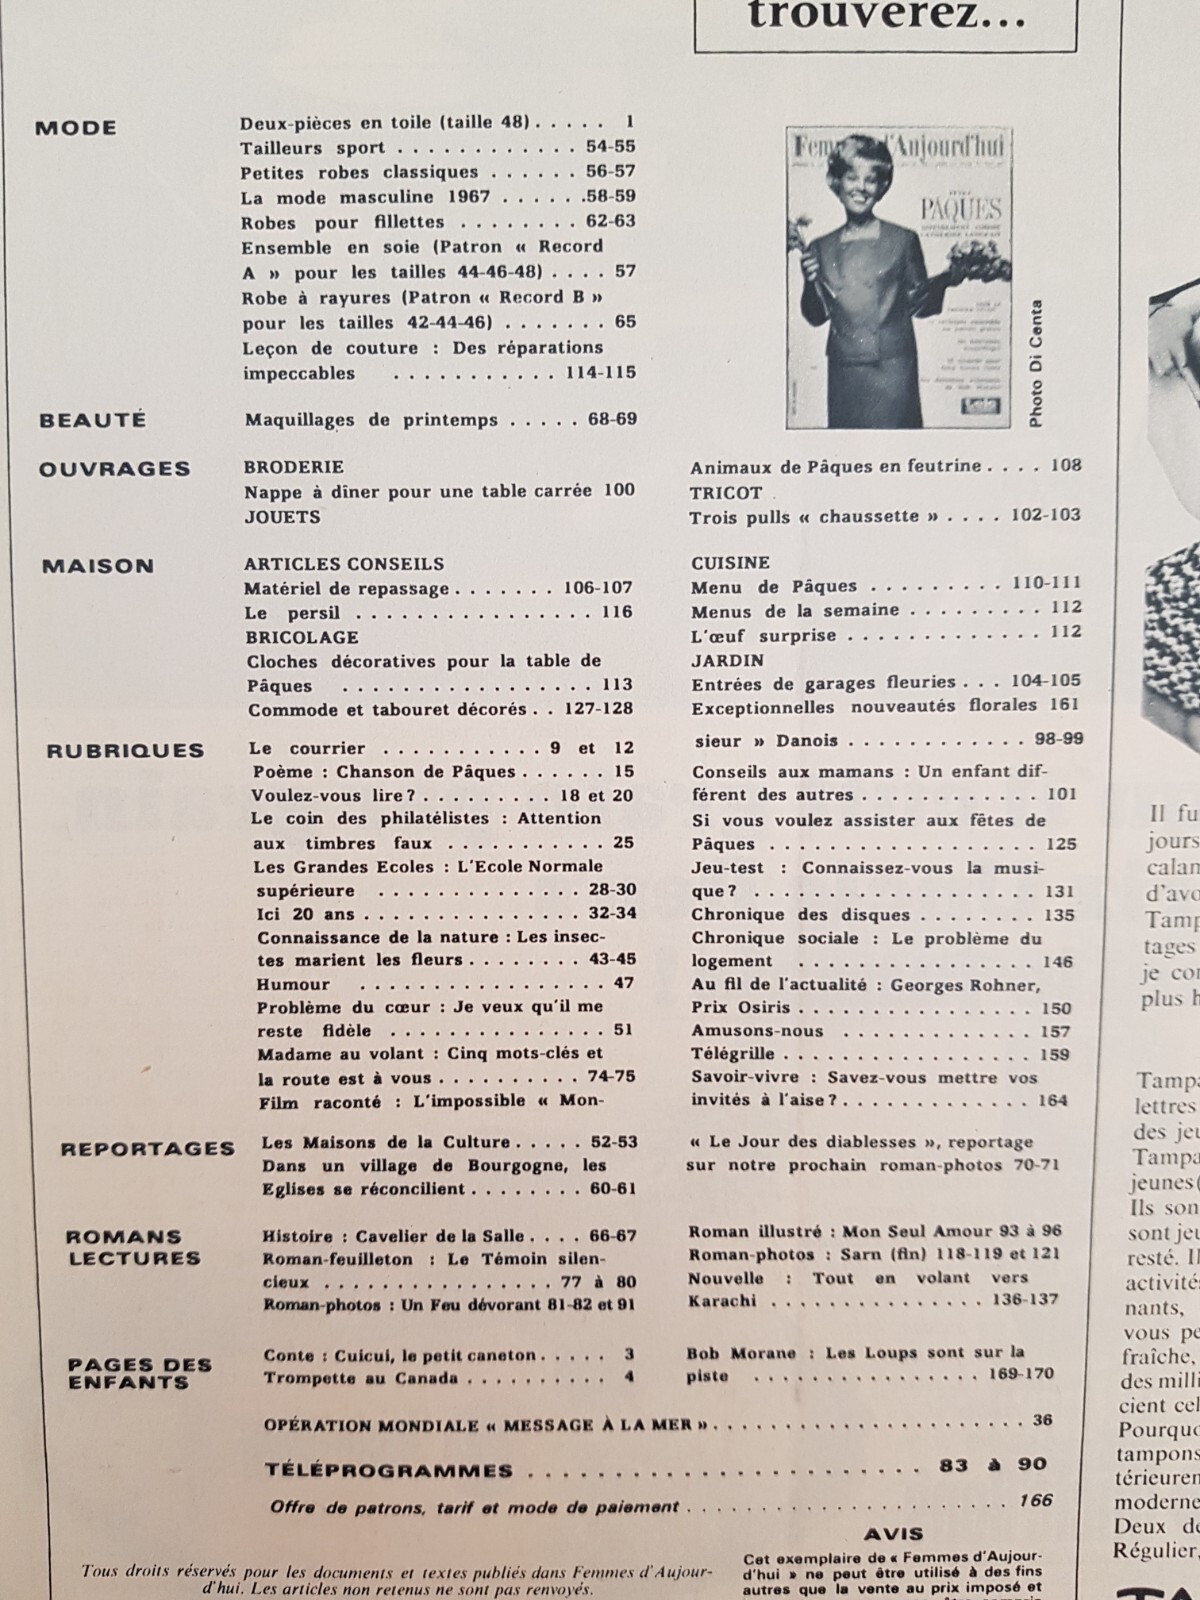 trouverez...
MODE
Deux-pièces en toile (taille 48) . . . . . 1
Tailleurs sport . . . . . . . . . . . . 54-55
Petites robes classiques . . . . . . 56-57
La mode masculine 1967 . . . . . .58-59
Robes pour fillettes . . . . . . . . 62-63
Ensemble en soie (Patron « Record
A » pour les tailles 44-46-48) . . . . 57
Robe à rayures (Patron « Record B »
pour les tailles 42-44-46) . . . . . . . 65
Leçon de couture : Des réparations
impeccables . . . . . . . . . . . 114-115
Femmes d'Aujourd'hui
PÂQUES
Photo Di Centa
BEAUTÉ
Maquillages de printemps . . . . . 68-69
OUVRAGES
BRODERIE
Nappe à dîner pour une table carrée 100
JOUETS
Animaux de Pâques en feutrine . . . . 108
TRICOT
Trois pulls « chaussette » . . . . 102-103
MAISON
ARTICLES CONSEILS
Matériel de repassage . . . . . . . 106-107
Le persil . . . . . . . . . . . . . . . . 116
BRICOLAGE
Cloches décoratives pour la table de
Pâques . . . . . . . . . . . . . . . . . 113
Commode et tabouret décorés . . 127-128
CUISINE
Menu de Pâques . . . . . . . . . 110-111
Menus de la semaine . . . . . . . . . 112
L'œuf surprise . . . . . . . . . . . . . 112
JARDIN
Entrées de garages fleuries . . . 104-105
Exceptionnelles nouveautés florales 161
RUBRIQUES
Le courrier . . . . . . . . . . . 9 et 12
Poème : Chanson de Pâques . . . . . . 15
Voulez-vous lire ? . . . . . . . . . 18 et 20
Le coin des philatélistes : Attention
aux timbres faux . . . . . . . . . . . 25
Les Grandes Ecoles : L'Ecole Normale
supérieure . . . . . . . . . . . . . . . 28-30
Ici 20 ans . . . . . . . . . . . . . . . 32-34
Connaissance de la nature : Les insec-
tes marient les fleurs . . . . . . . . 43-45
Humour . . . . . . . . . . . . . . . . . 47
Problème du cœur : Je veux qu'il me
reste fidèle . . . . . . . . . . . . . . . 51
Madame au volant : Cinq mots-clés et
la route est à vous . . . . . . . . . . 74-75
Film raconté : L'impossible « Mon-
sieur » Danois . . . . . . . . . . . . 98-99
Conseils aux mamans : Un enfant dif-
férent des autres . . . . . . . . . . . . 101
Si vous voulez assister aux fêtes de
Pâques . . . . . . . . . . . . . . . . . 125
Jeu-test : Connaissez-vous la musi-
que ? . . . . . . . . . . . . . . . . . . 131
Chronique des disques . . . . . . . . 135
Chronique sociale : Le problème du
logement . . . . . . . . . . . . . . . . 146
Au fil de l'actualité : Georges Rohner,
Prix Osiris . . . . . . . . . . . . . . . . 150
Amusons-nous . . . . . . . . . . . . 157
Télégrille . . . . . . . . . . . . . . . . . 159
Savoir-vivre : Savez-vous mettre vos
invités à l'aise ? . . . . . . . . . . . . . 164
REPORTAGES
Les Maisons de la Culture . . . . . 52-53
Dans un village de Bourgogne, les
Eglises se réconcilient . . . . . . . . 60-61
« Le Jour des diablesses », reportage
sur notre prochain roman-photos 70-71
ROMANS
LECTURES
Histoire : Cavelier de la Salle . . . . 66-67
Roman-feuilleton : Le Témoin silen-
cieux . . . . . . . . . . . . . . . . 77 à 80
Roman-photos : Un Feu dévorant 81-82 et 91
Roman illustré : Mon Seul Amour 93 à 96
Roman-photos : Sarn (fin) 118-119 et 121
Nouvelle : Tout en volant vers
Karachi . . . . . . . . . . . . . . . 136-137
PAGES DES
ENFANTS
Conte : Cuicui, le petit caneton . . . . . 3
Trompette au Canada . . . . . . . . . . 4
Bob Morane : Les Loups sont sur la
piste . . . . . . . . . . . . . . . . 169-170
OPÉRATION MONDIALE « MESSAGE À LA MER » . . . . . . . . . . . . . . . . . . . . . . 36
TÉLÉPROGRAMMES . . . . . . . . . . . . . . . . . . . . . . . 83 à 90
Offre de patrons, tarif et mode de paiement . . . . . . . . . . . . . . . . . . . . . . 166
AVIS
Cet exemplaire de « Femmes d'Aujour-
d'hui » ne peut être utilisé à des fins
autres que la vente au prix imposé et
Tous droits réservés pour les documents et textes publiés dans Femmes d'Aujour-
d'hui. Les articles non retenus ne sont pas renvoyés.
Il fu
jours
calan
d'avo
Tamp
tages
je con
plus h
Tampa
lettres
des jeu
Tampa
jeunes(
Ils son
sont jeu
resté. Il
activités
nants,
vous pe
fraîche,
des milli
cient cel
Pourquo
tampons
térieuren
moderne
Deux de
Régulier,